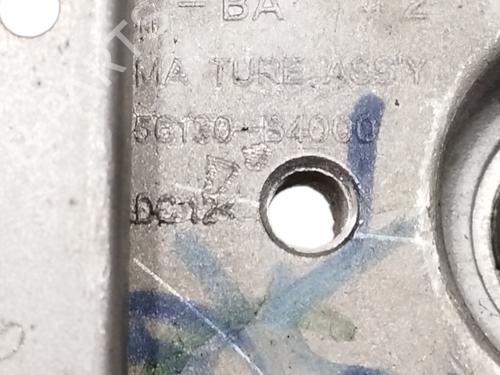 -BA
MA TURE ASS'Y
56130-B4000
DC12